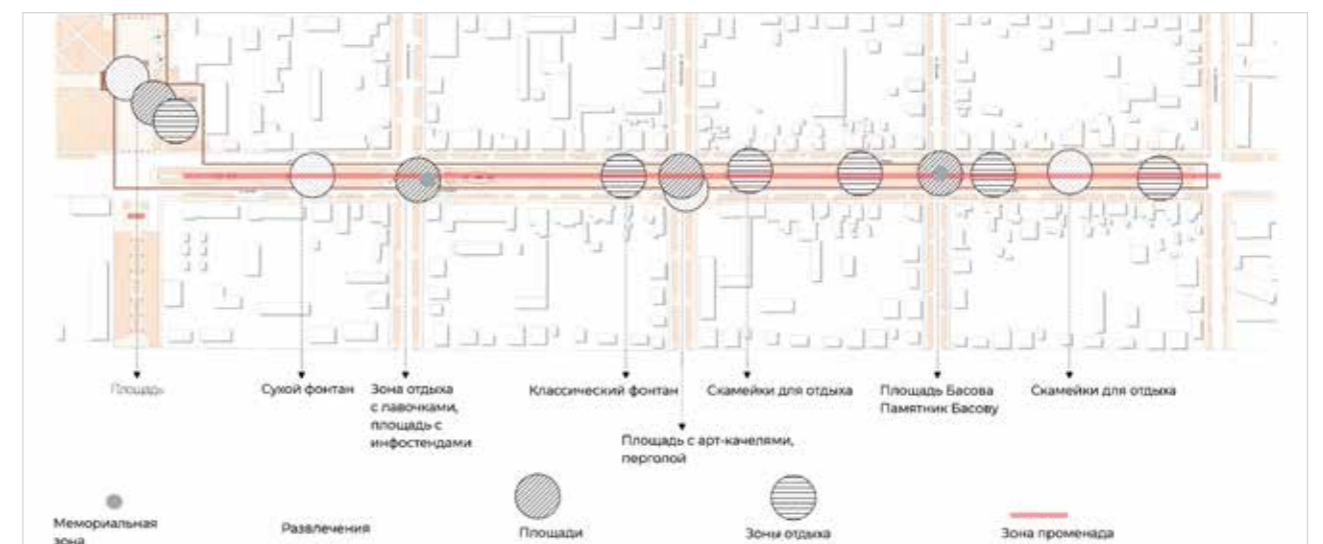 Площадь
Сухой фонтан
Зона отдыха
с лавочками,
площадь с
инфостендами
Классический фонтан
Площадь с арт-качелями,
перголой
Скамейки для отдыха
Площадь Басова
Памятник Басову
Скамейки для отдыха
Мемориальная
зона
Развлечения
Площади
Зоны отдыха
Зона променада